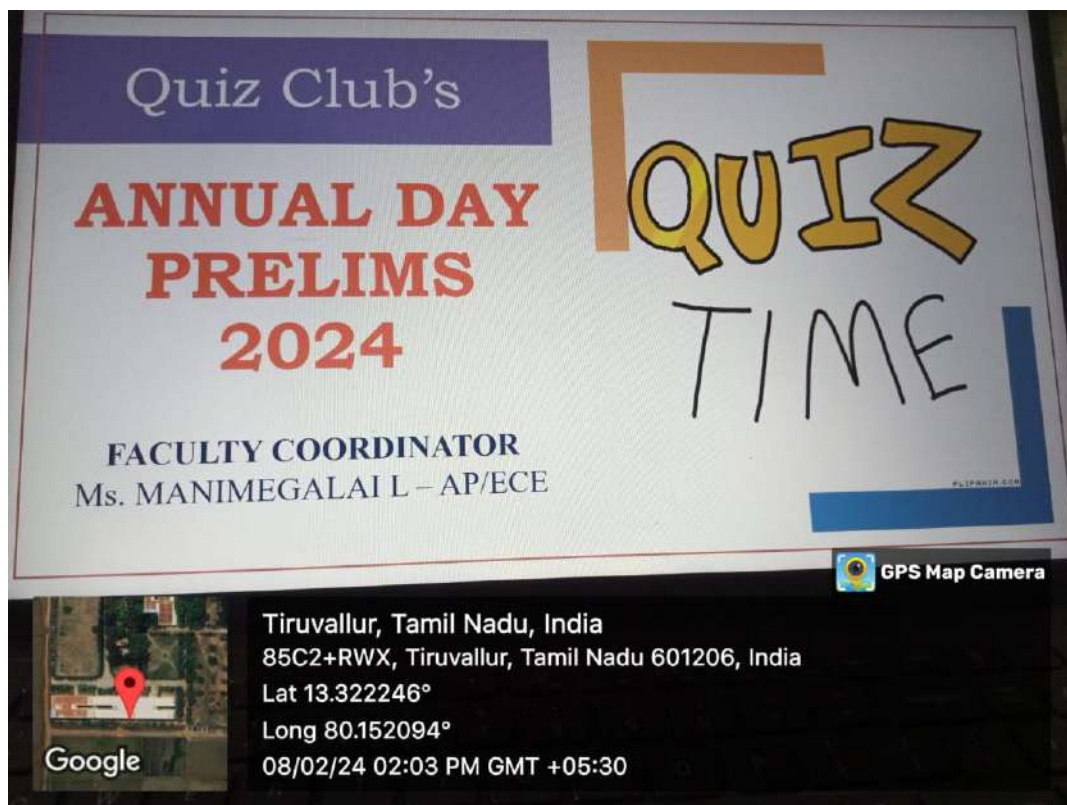 Quiz Club's
ANNUAL DAY
PRELIMS
2024
FACULTY COORDINATOR
Ms. MANIMEGALAI L – AP/ECE
QUIZ
TIME
FLIPANIM.COM
GPS Map Camera
Tiruvallur, Tamil Nadu, India
85C2+RWX, Tiruvallur, Tamil Nadu 601206, India
Lat 13.322246°
Long 80.152094°
08/02/24 02:03 PM GMT +05:30
Google